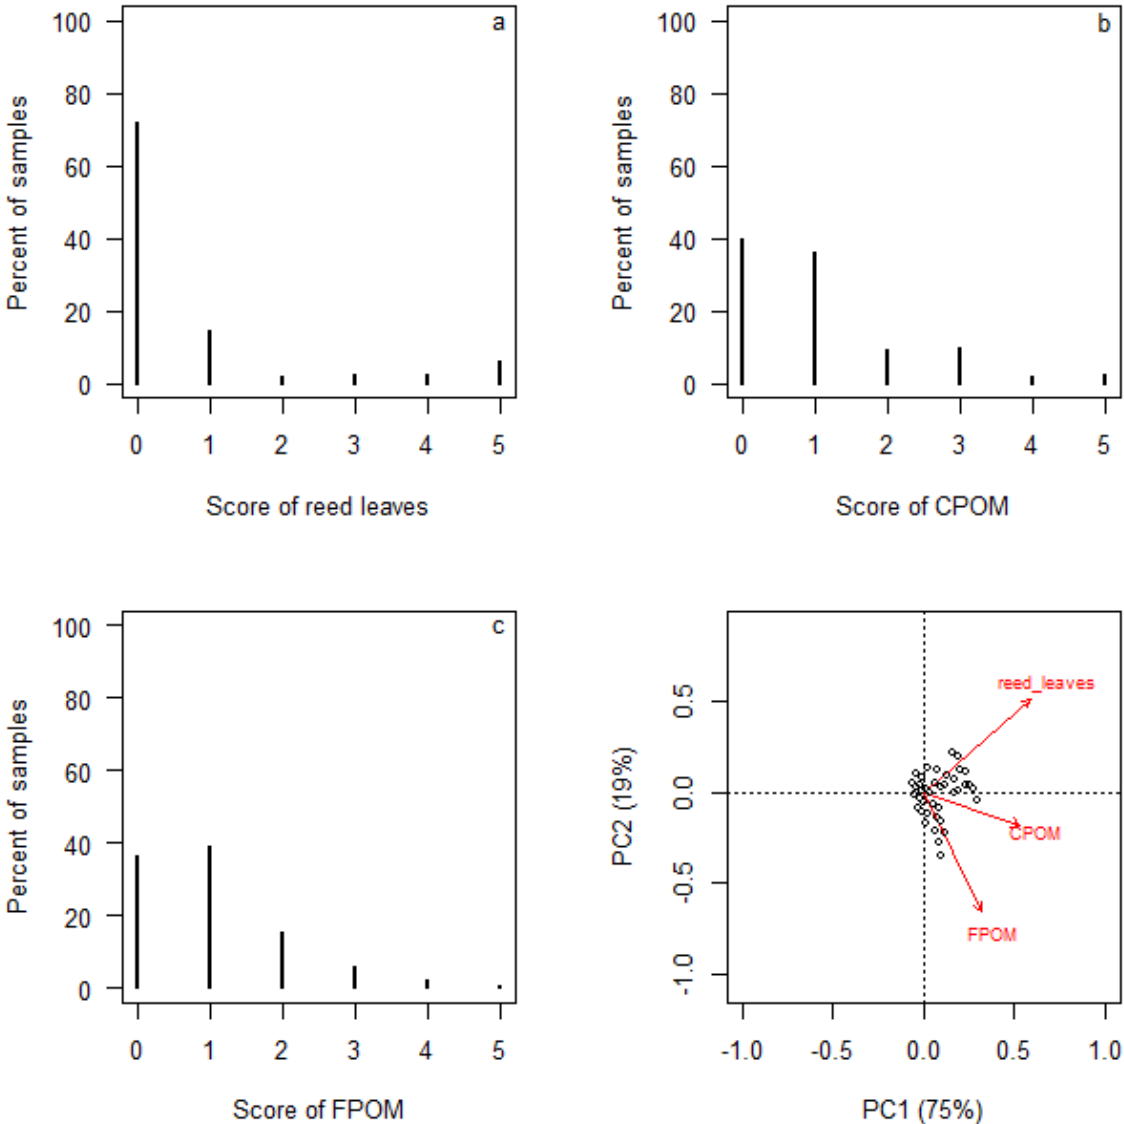 a
Percent of samples
100
80
60
40
20
0
0 1 2 3 4 5
Score of reed leaves
b
Percent of samples
100
80
60
40
20
0
0 1 2 3 4 5
Score of CPOM
c
Percent of samples
100
80
60
40
20
0
0 1 2 3 4 5
Score of FPOM
PC2 (19%)
0.5
0.0
-0.5
-1.0
reed_leaves
CPOM
FPOM
-1.0 -0.5 0.0 0.5 1.0
PC1 (75%)